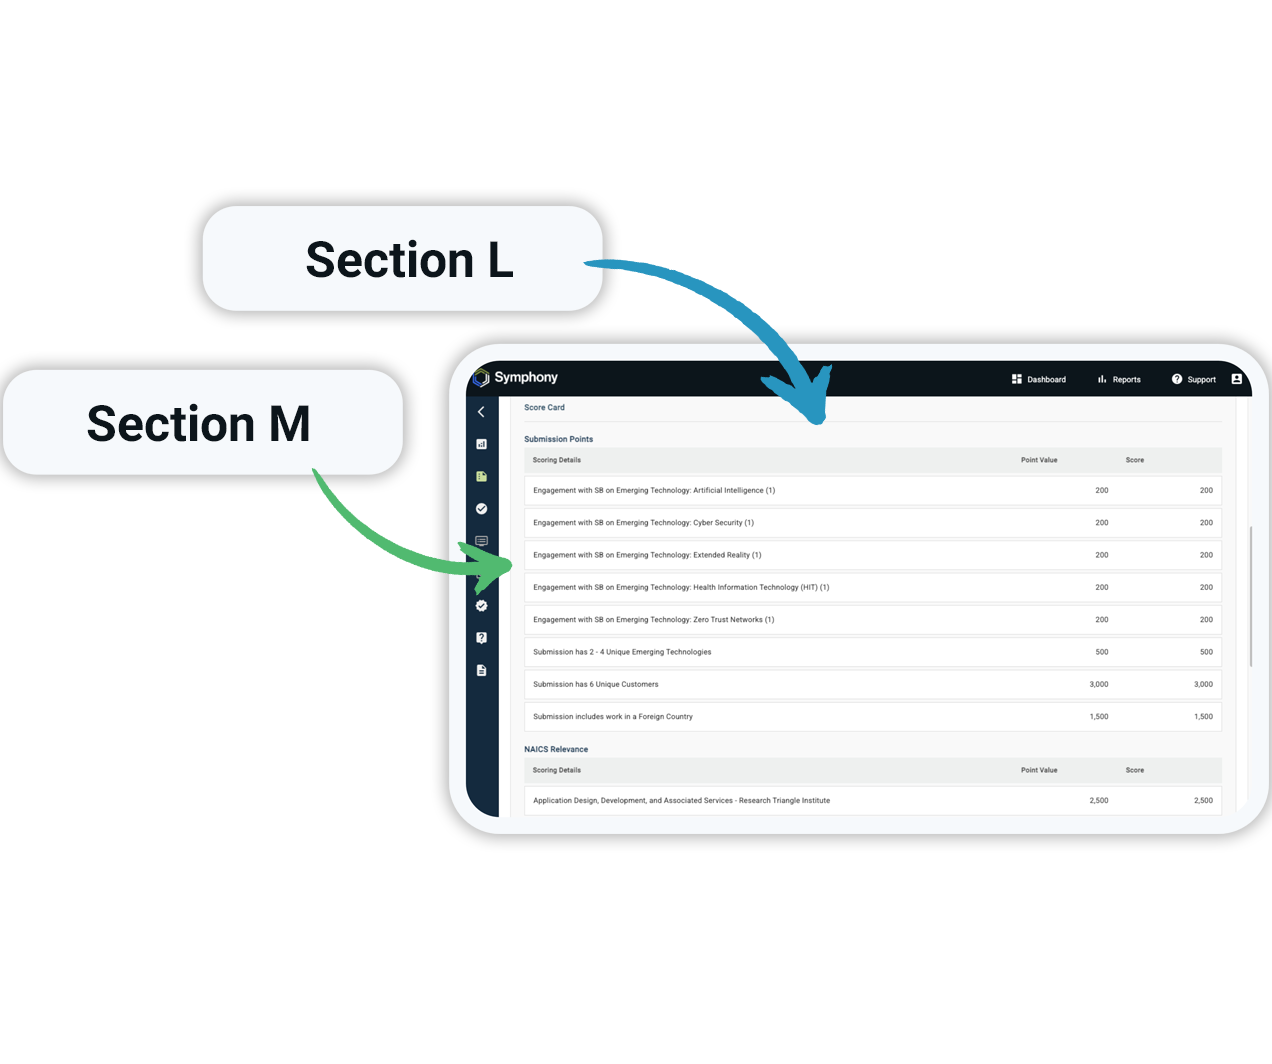 Section L
Section M
Symphony
Dashboard
Reports
Support
Score Card
Submission Points
Scoring Details Point Value Score
Engagement with SB on Emerging Technology: Artificial Intelligence (1) 200 200
Engagement with SB on Emerging Technology: Cyber Security (1) 200 200
Engagement with SB on Emerging Technology: Extended Reality (1) 200 200
Engagement with SB on Emerging Technology: Health Information Technology (HIT) (1) 200 200
Engagement with SB on Emerging Technology: Zero Trust Networks (1) 200 200
Submission has 2 - 4 Unique Emerging Technologies 500 500
Submission has 6 Unique Customers 3,000 3,000
Submission includes work in a Foreign Country 1,500 1,500
NAICS Relevance
Scoring Details Point Value Score
Application Design, Development, and Associated Services - Research Triangle Institute 2,500 2,500